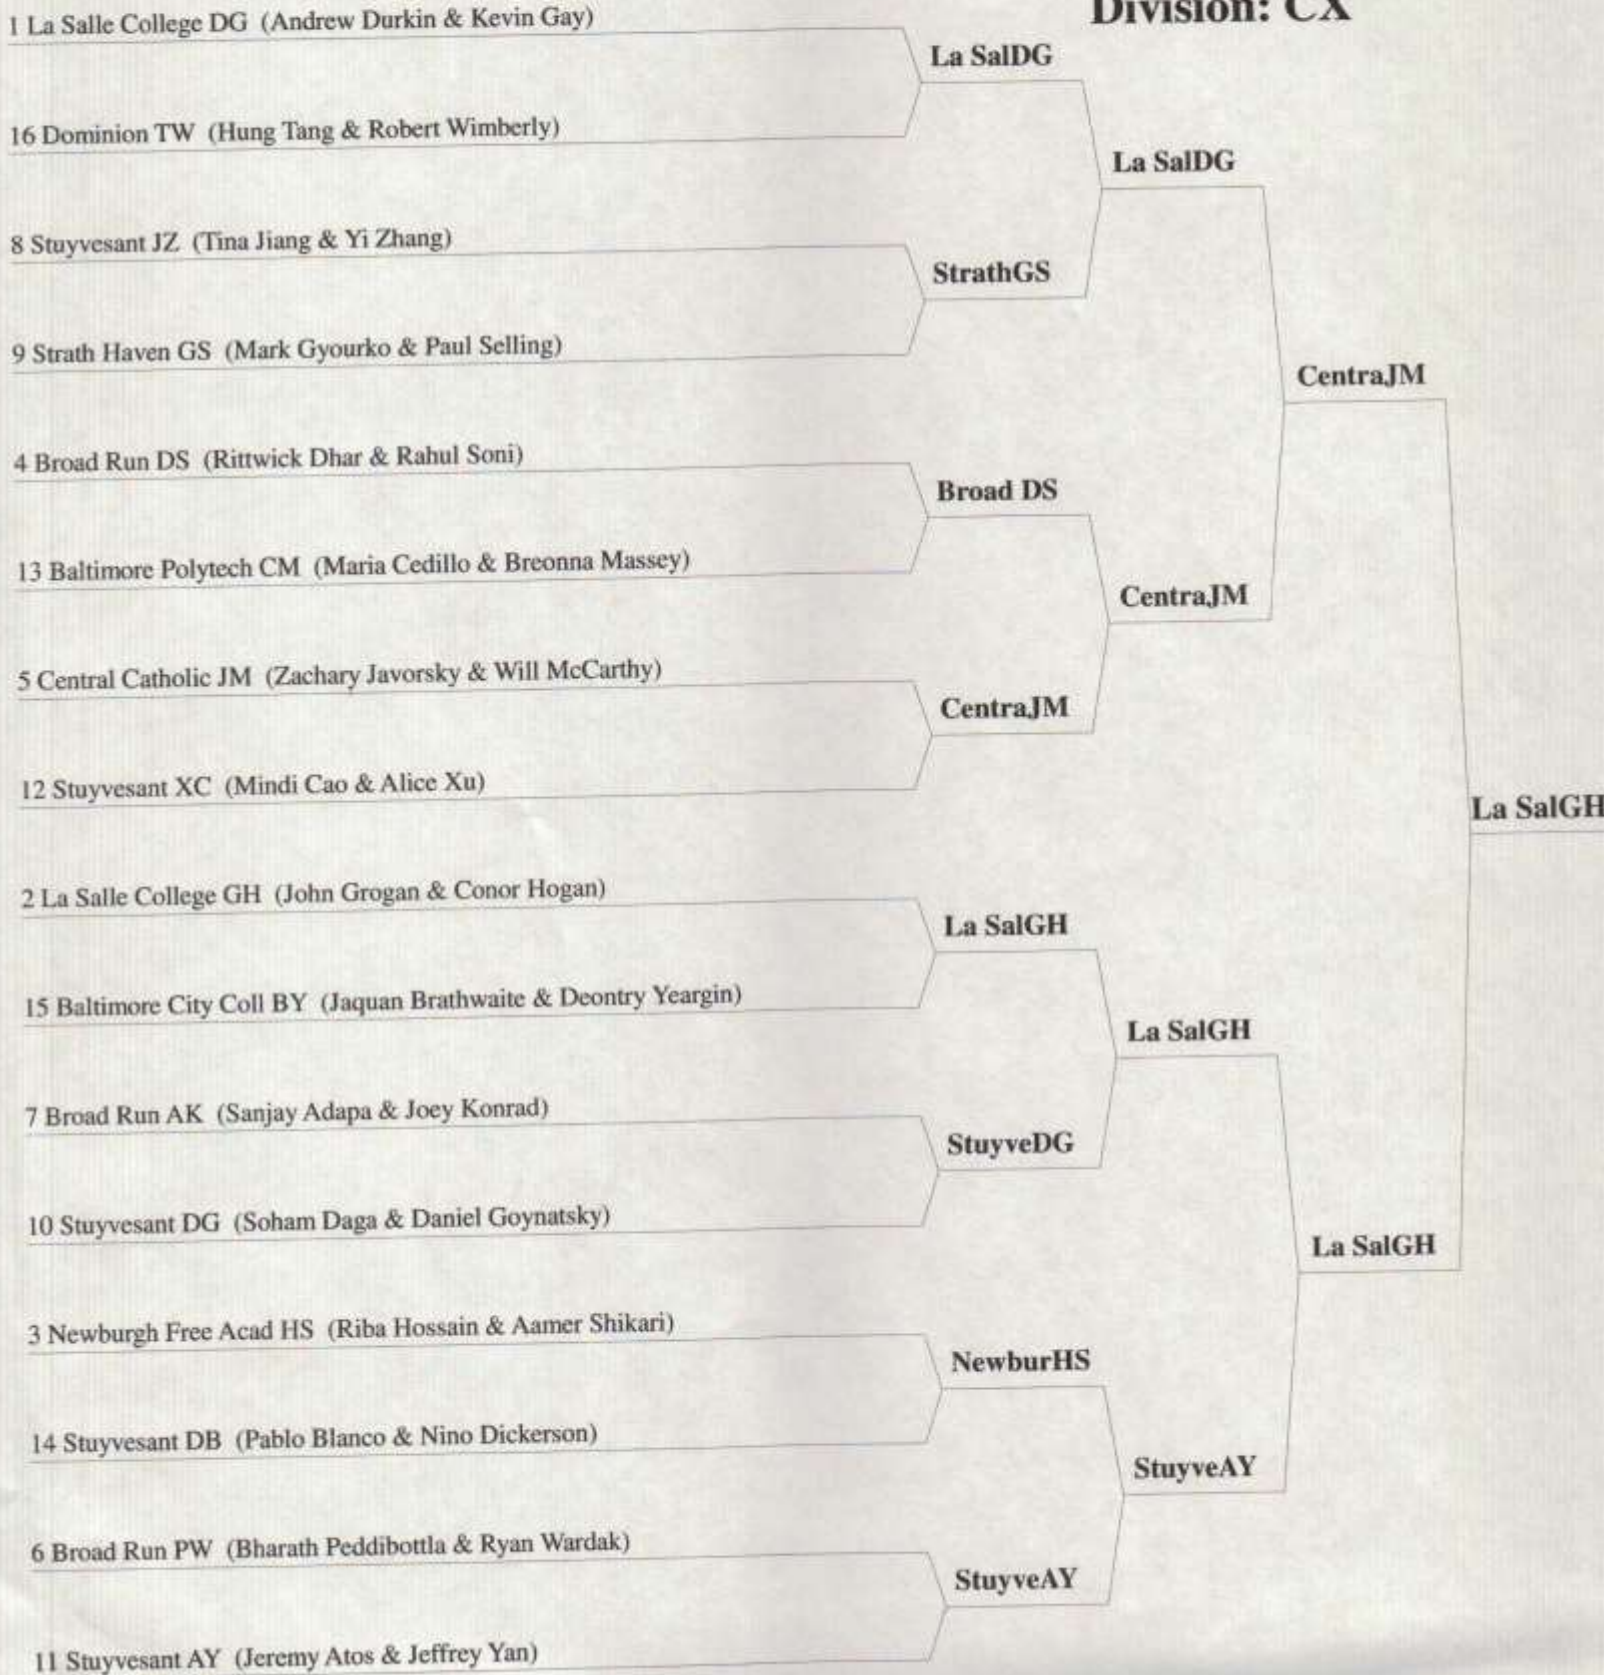 Division: CX
1 La Salle College DG (Andrew Durkin & Kevin Gay)
La SalDG
16 Dominion TW (Hung Tang & Robert Wimberly)
La SalDG
8 Stuyvesant JZ (Tina Jiang & Yi Zhang)
StrathGS
9 Strath Haven GS (Mark Gyourko & Paul Selling)
CentraJM
4 Broad Run DS (Rittwick Dhar & Rahul Soni)
Broad DS
13 Baltimore Polytech CM (Maria Cedillo & Breonna Massey)
CentraJM
5 Central Catholic JM (Zachary Javorsky & Will McCarthy)
CentraJM
12 Stuyvesant XC (Mindi Cao & Alice Xu)
La SalGH
2 La Salle College GH (John Grogan & Conor Hogan)
La SalGH
15 Baltimore City Coll BY (Jaquan Brathwaite & Deontry Yeargin)
La SalGH
7 Broad Run AK (Sanjay Adapa & Joey Konrad)
StuyveDG
10 Stuyvesant DG (Soham Daga & Daniel Goynatsky)
La SalGH
3 Newburgh Free Acad HS (Riba Hossain & Aamer Shikari)
NewburHS
14 Stuyvesant DB (Pablo Blanco & Nino Dickerson)
StuyveAY
6 Broad Run PW (Bharath Peddibottla & Ryan Wardak)
StuyveAY
11 Stuyvesant AY (Jeremy Atos & Jeffrey Yan)